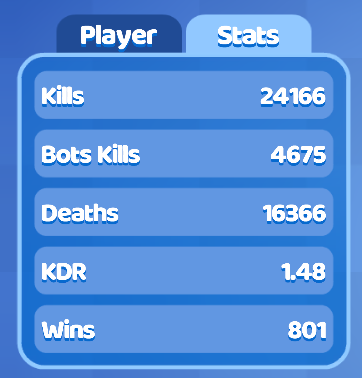 Player Stats
Kills 24166
Bots Kills 4675
Deaths 16366
KDR 1.48
Wins 801